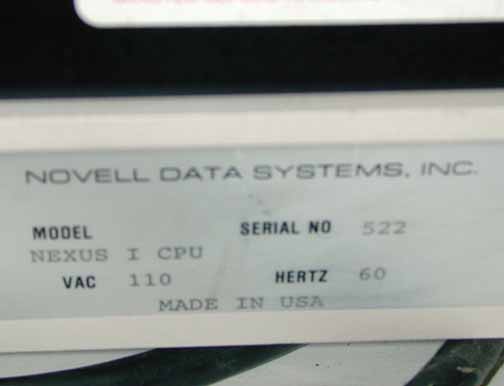 NOVELL DATA SYSTEMS, INC.
MODEL SERIAL NO 522
NEXUS I CPU
VAC 110 HERTZ 60
MADE IN USA